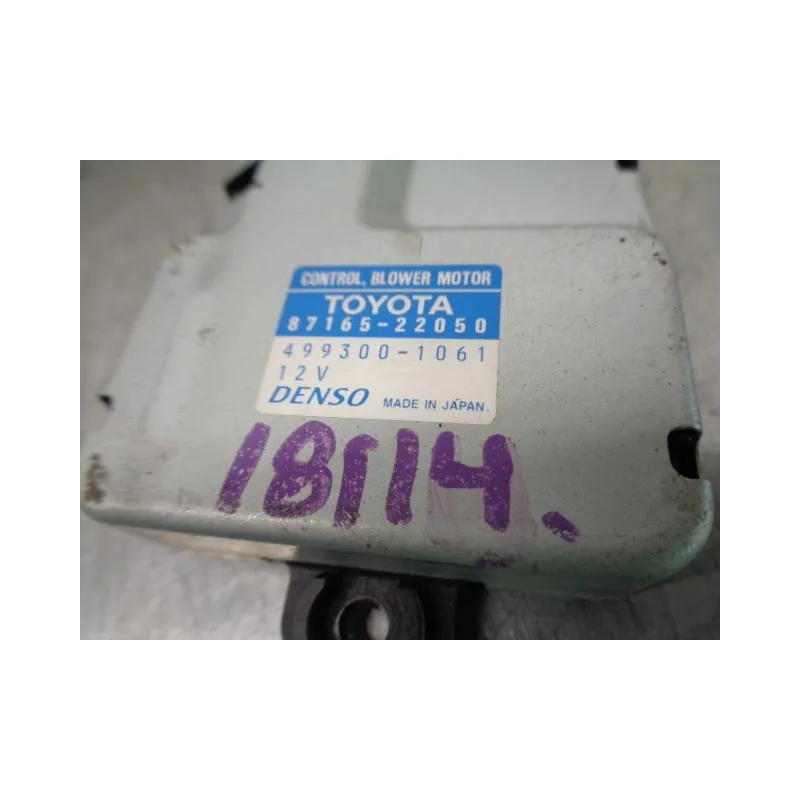 CONTROL, BLOWER MOTOR
TOYOTA
87165-22050
499300-1061
12V
DENSO MADE IN JAPAN.
18114.